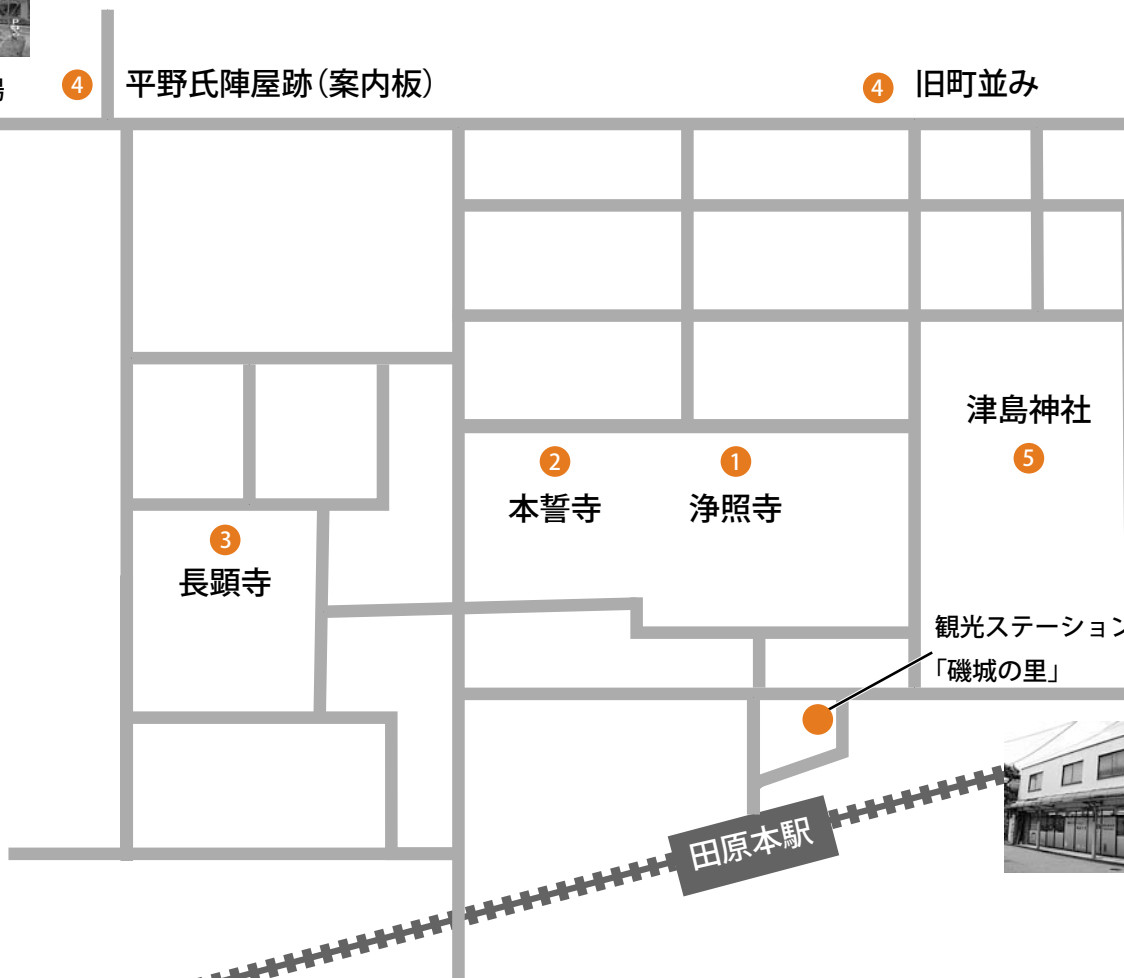 P
④ 平野氏陣屋跡（案内板）
④ 旧町並み
津島神社
⑤
② 
本誓寺
①
浄照寺
③
長顕寺
観光ステーション
「磯城の里」
田原本駅